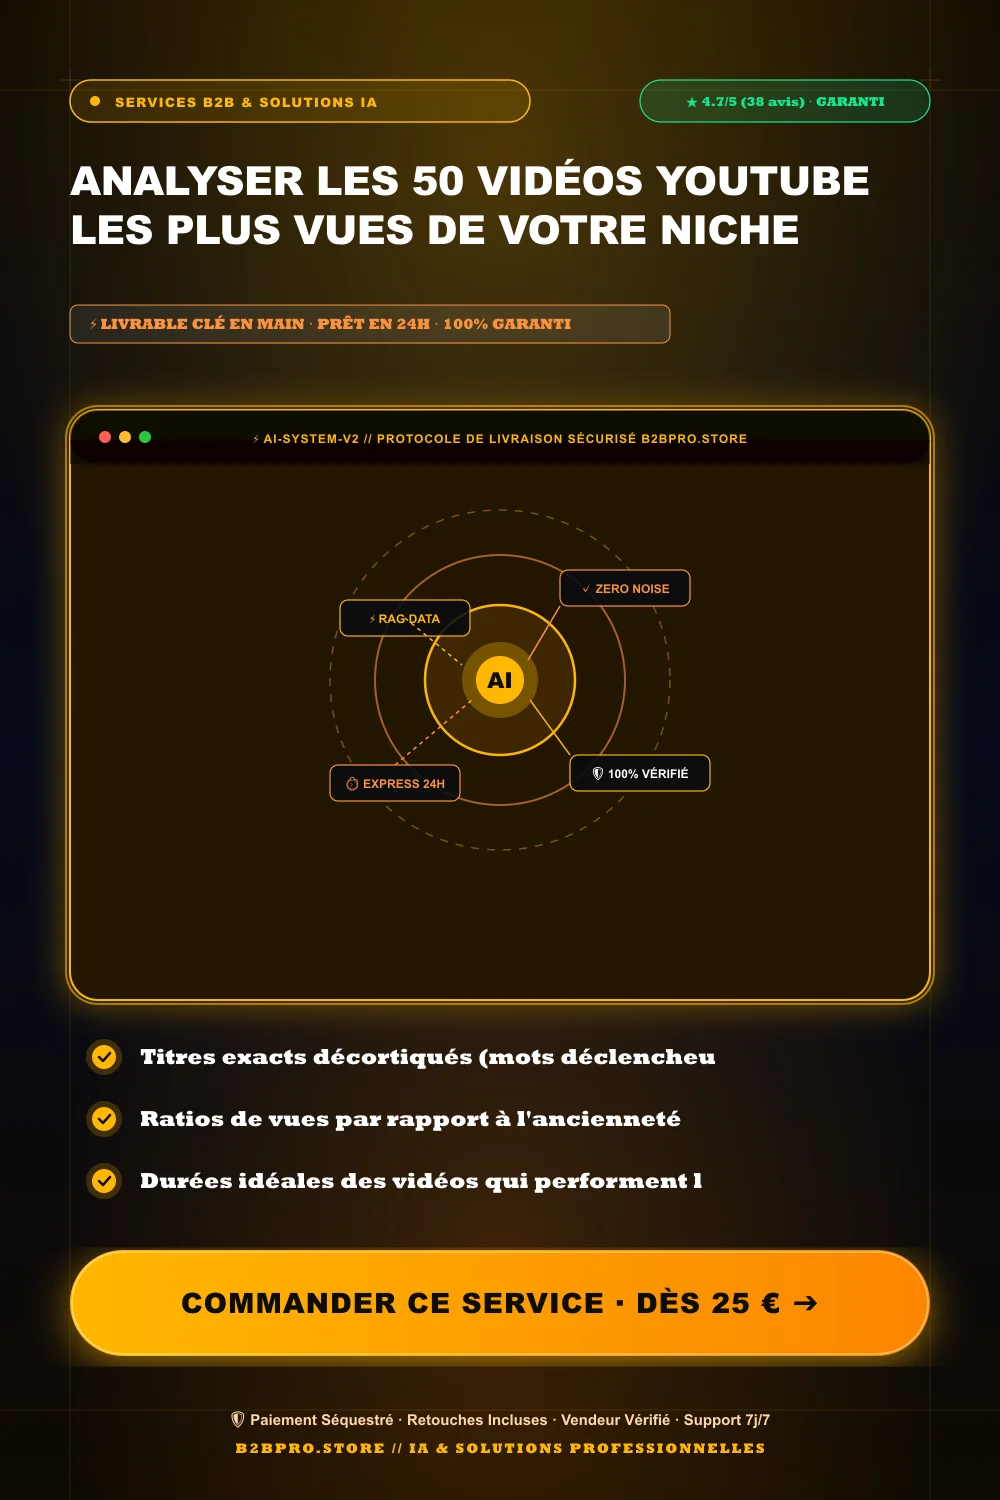 SERVICES B2B & SOLUTIONS IA
★ 4.7/5 (38 avis) · GARANTI
ANALYSER LES 50 VIDÉOS YOUTUBE
LES PLUS VUES DE VOTRE NICHE
⚡ LIVRABLE CLÉ EN MAIN · PRÊT EN 24H · 100% GARANTI
⚡ AI-SYSTEM-V2 // PROTOCOLE DE LIVRAISON SÉCURISÉ B2BPRO.STORE
✓ ZERO NOISE
⚡ RAG DATA
AI
🛡 100% VÉRIFIÉ
⏱ EXPRESS 24H
Titres exacts décortiqués (mots déclencheu
Ratios de vues par rapport à l'ancienneté
Durées idéales des vidéos qui performent l
COMMANDER CE SERVICE · DÈS 25 € ➔
🛡 Paiement Séquestré · Retouches Incluses · Vendeur Vérifié · Support 7j/7
B2BPRO.STORE // IA & SOLUTIONS PROFESSIONNELLES